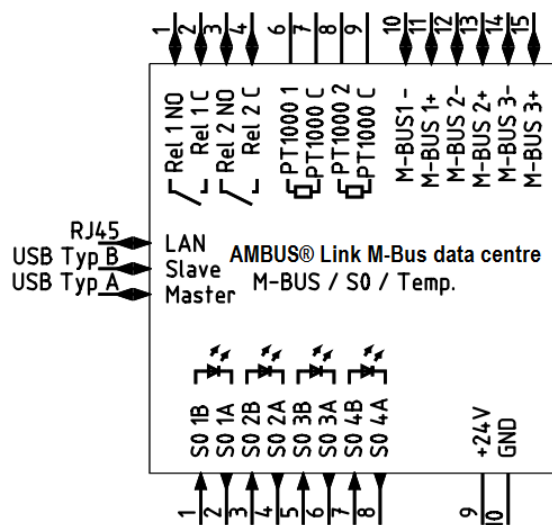 1 2 3 4 6 7 8 9 10 11 12 13 14 15
Rel 1 NO
Rel 1 C
Rel 2 NO
Rel 2 C
PT1000 1
PT1000 C
PT1000 2
PT1000 C
M-BUS1 -
M-BUS 1+
M-BUS 2-
M-BUS 2+
M-BUS 3-
M-BUS 3+
RJ45 LAN
USB Typ B Slave
USB Typ A Master
AMBUS® Link M-Bus data centre
M-BUS / S0 / Temp.
S0 1B
S0 1A
S0 2B
S0 2A
S0 3B
S0 3A
S0 4B
S0 4A
+24V
GND
1 2 3 4 5 6 7 8 9 10